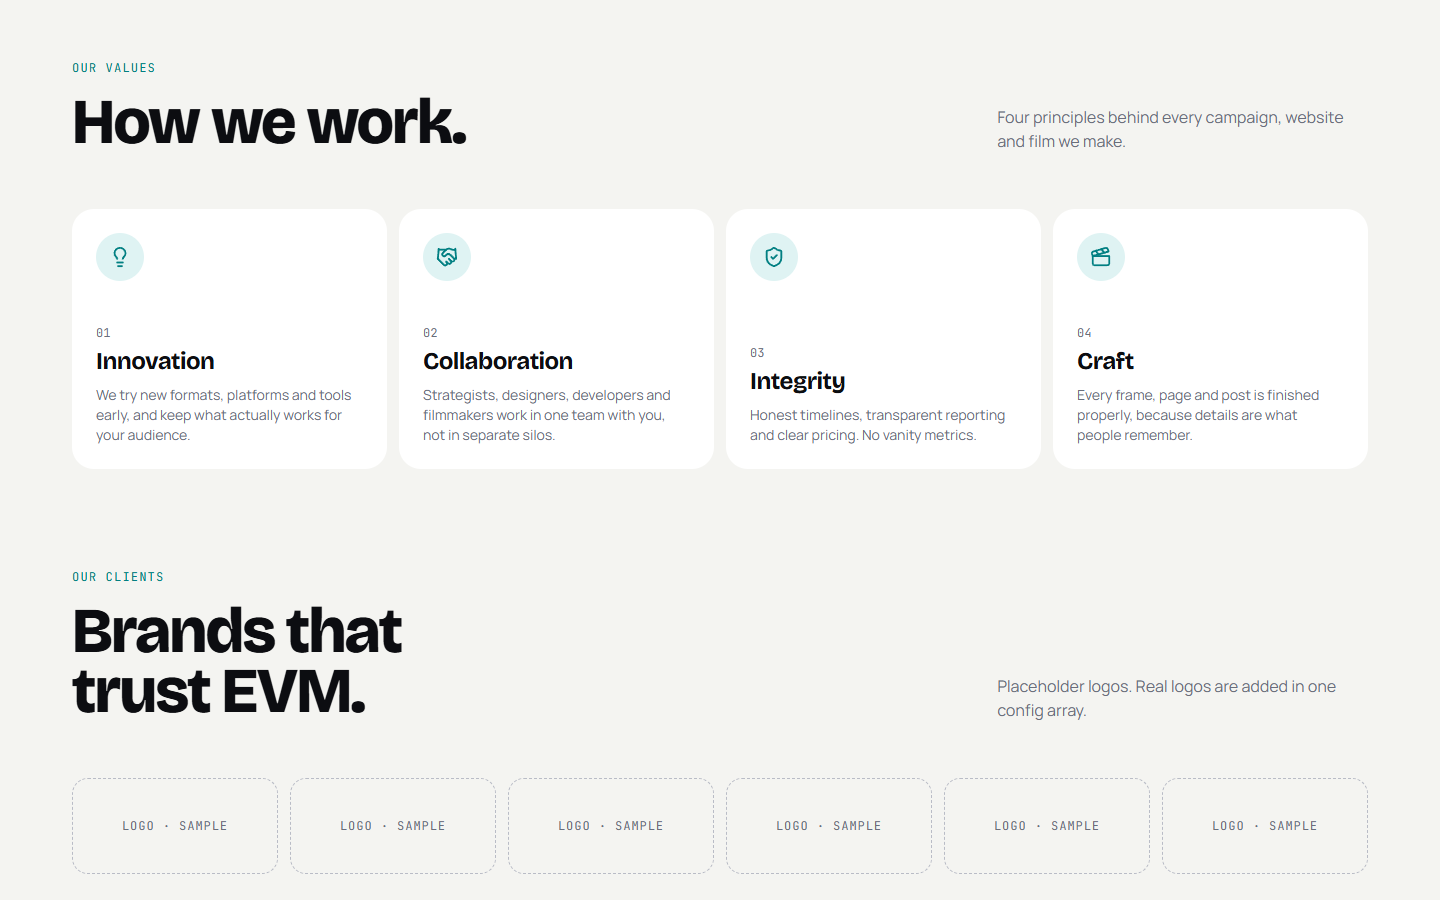 OUR VALUES
How we work.
Four principles behind every campaign, website
and film we make.
01
Innovation
We try new formats, platforms and tools
early, and keep what actually works for
your audience.
02
Collaboration
Strategists, designers, developers and
filmmakers work in one team with you,
not in separate silos.
03
Integrity
Honest timelines, transparent reporting
and clear pricing. No vanity metrics.
04
Craft
Every frame, page and post is finished
properly, because details are what
people remember.
OUR CLIENTS
Brands that
trust EVM.
Placeholder logos. Real logos are added in one
config array.
LOGO · SAMPLE
LOGO · SAMPLE
LOGO · SAMPLE
LOGO · SAMPLE
LOGO · SAMPLE
LOGO · SAMPLE